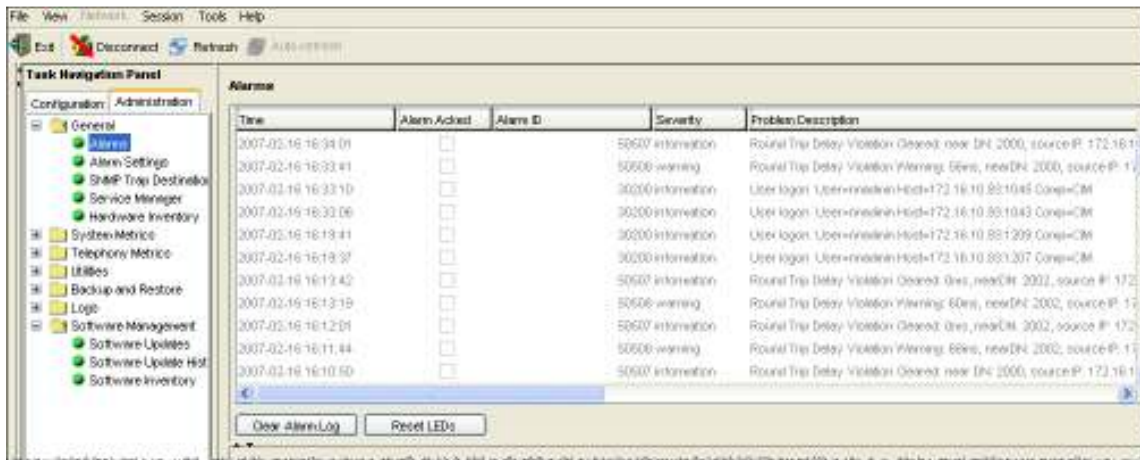 File View Network Session Tools Help
Exit Disconnect Refresh Auto-refresh
Task Navigation Panel
Configuration Administration
General
Alarms
Alarm Settings
SNMP Trap Destination
Service Manager
Hardware Inventory
System Metrics
Telephony Metrics
Utilities
Backup and Restore
Logs
Software Management
Software Updates
Software Update Hist
Software Inventory
Alarms
Time Alarm Acked Alarm ID Severity Problem Description
2007-02-16 16:34:01 50607 information Round Trip Delay Violation Cleared: near DN: 2000, source IP: 172.16.1
2007-02-16 16:33:41 50606 warning Round Trip Delay Violation Warning: 66ms, nearDN: 2000, source IP: 17
2007-02-16 16:33:10 30200 information User logon: User=nnadmin Host=172.16.10.93:1045 Comp=CIM
2007-02-16 16:33:06 30200 information User logon: User=nnadmin Host=172.16.10.93:1043 Comp=CIM
2007-02-16 16:19:41 30200 information User logon: User=nnadmin Host=172.16.10.93:1209 Comp=CIM
2007-02-16 16:19:37 30200 information User logon: User=nnadmin Host=172.16.10.93:1207 Comp=CIM
2007-02-16 16:13:42 50607 information Round Trip Delay Violation Cleared: 0ms, nearDN: 2002, source IP: 172
2007-02-16 16:13:19 50606 warning Round Trip Delay Violation Warning: 60ms, nearDN: 2002, source IP: 17
2007-02-16 16:12:01 50607 information Round Trip Delay Violation Cleared: 0ms, nearDN: 2002, source IP: 172
2007-02-16 16:11:44 50606 warning Round Trip Delay Violation Warning: 66ms, nearDN: 2002, source IP: 17
2007-02-16 16:10:50 50607 information Round Trip Delay Violation Cleared: near DN: 2000, source IP: 172.16.1
Clear Alarm Log Reset LEDs